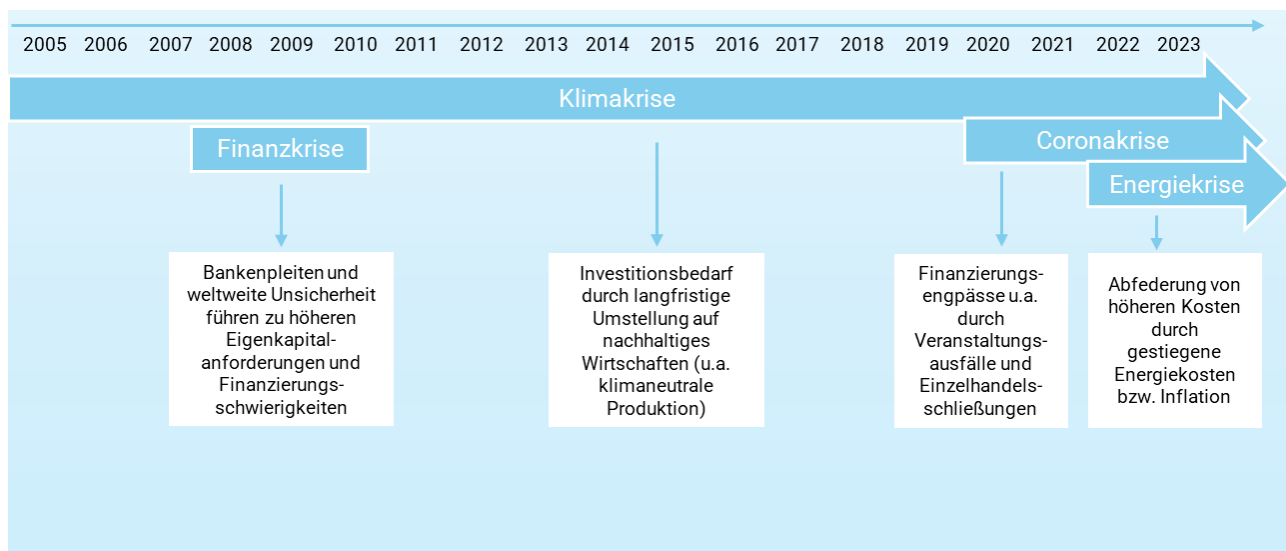 2005 2006 2007 2008 2009 2010 2011 2012 2013 2014 2015 2016 2017 2018 2019 2020 2021 2022 2023
Klimakrise
Finanzkrise
Coronakrise
Energiekrise
Bankenpleiten und
weltweite Unsicherheit
führen zu höheren
Eigenkapital-
anforderungen und
Finanzierungs-
schwierigkeiten
Investitionsbedarf
durch langfristige
Umstellung auf
nachhaltiges
Wirtschaften (u.a.
klimaneutrale
Produktion)
Finanzierungs-
engpässe u.a.
durch
Veranstaltungs-
ausfälle und
Einzelhandels-
schließungen
Abfederung von
höheren Kosten
durch
gestiegene
Energiekosten
bzw. Inflation